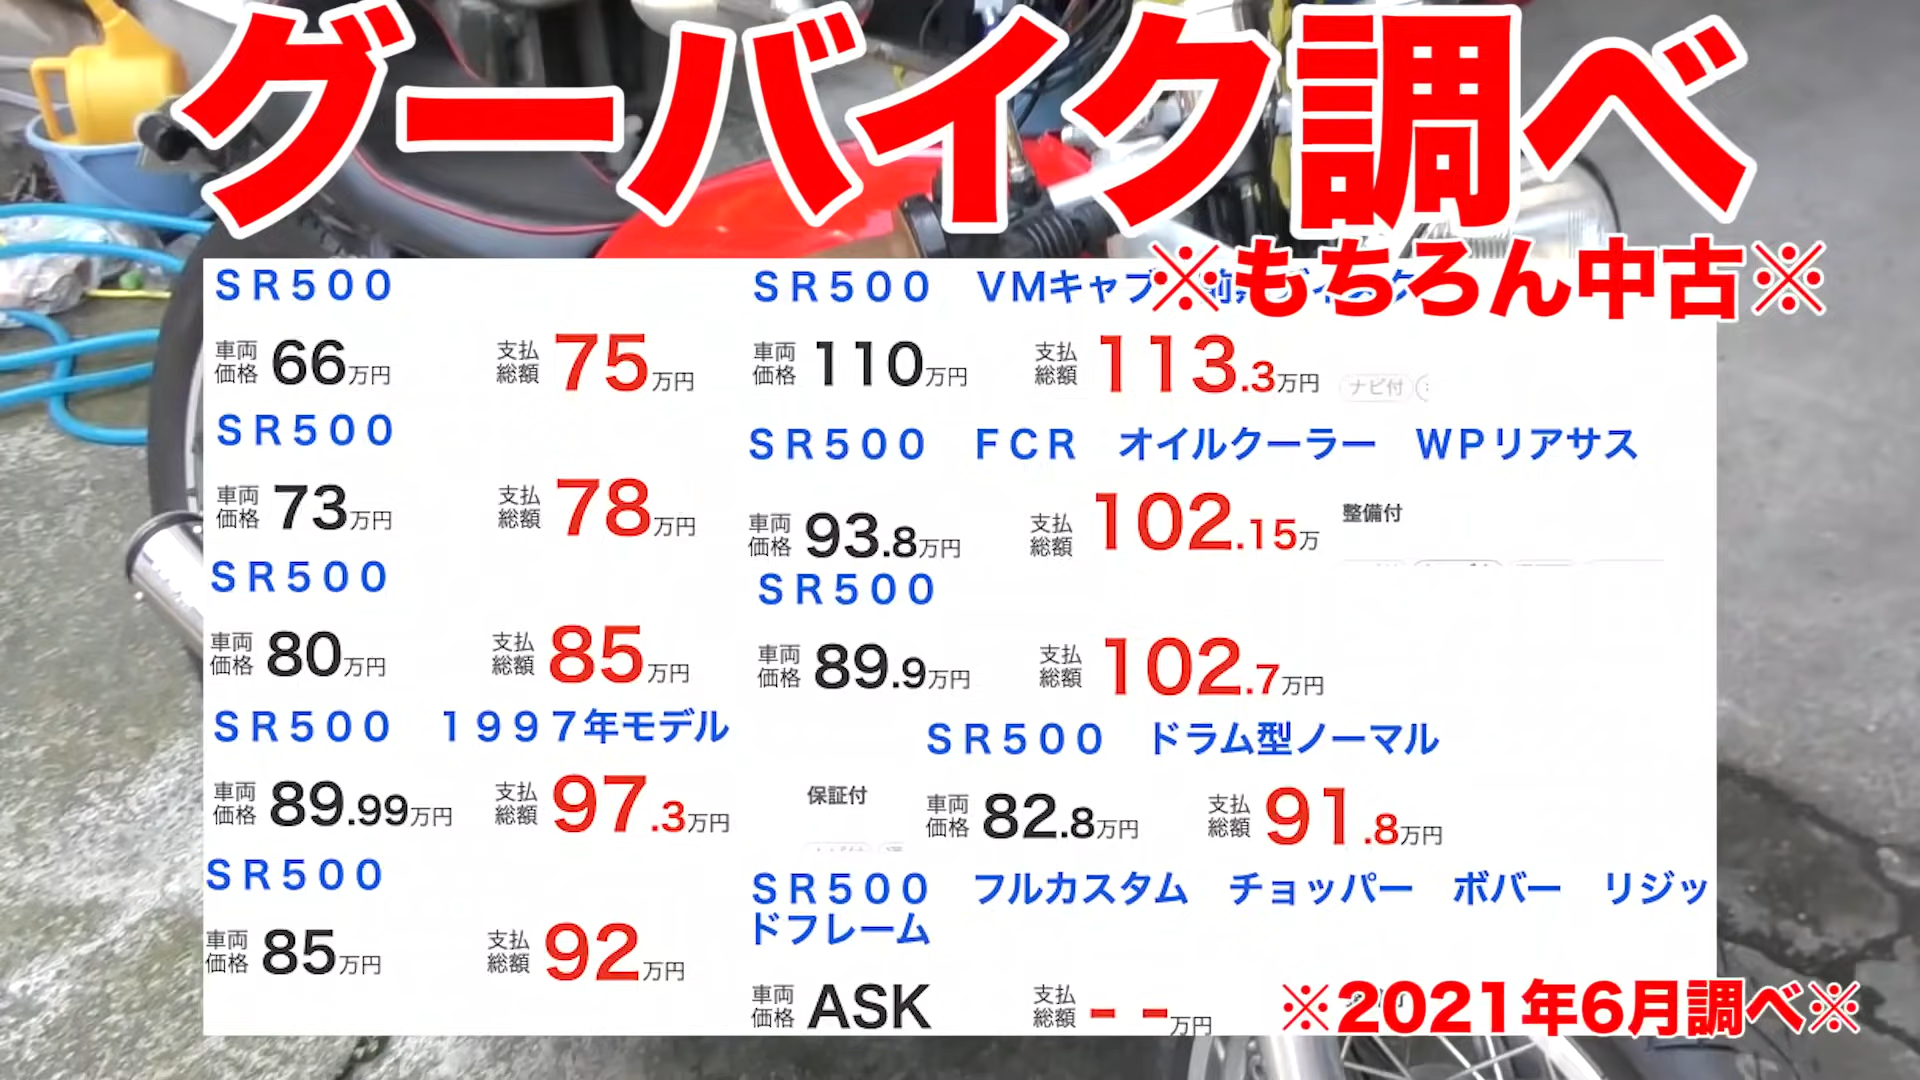 グーバイク調べ
※もちろん中古※
SR500
車両価格 66万円 支払総額 75万円
SR500
車両価格 73万円 支払総額 78万円
SR500
車両価格 80万円 支払総額 85万円
SR500 1997年モデル
車両価格 89.99万円 支払総額 97.3万円
SR500
車両価格 85万円 支払総額 92万円
SR500 VMキャブ
車両価格 110万円 支払総額 113.3万円 ナビ付
SR500 FCR オイルクーラー WPリアサス
車両価格 93.8万円 支払総額 102.15万 整備付
SR500
車両価格 89.9万円 支払総額 102.7万円
SR500 ドラム型ノーマル
保証付 車両価格 82.8万円 支払総額 91.8万円
SR500 フルカスタム チョッパー ボバー リジッ
ドフレーム
車両価格 ASK 支払総額 --万円
※2021年6月調べ※